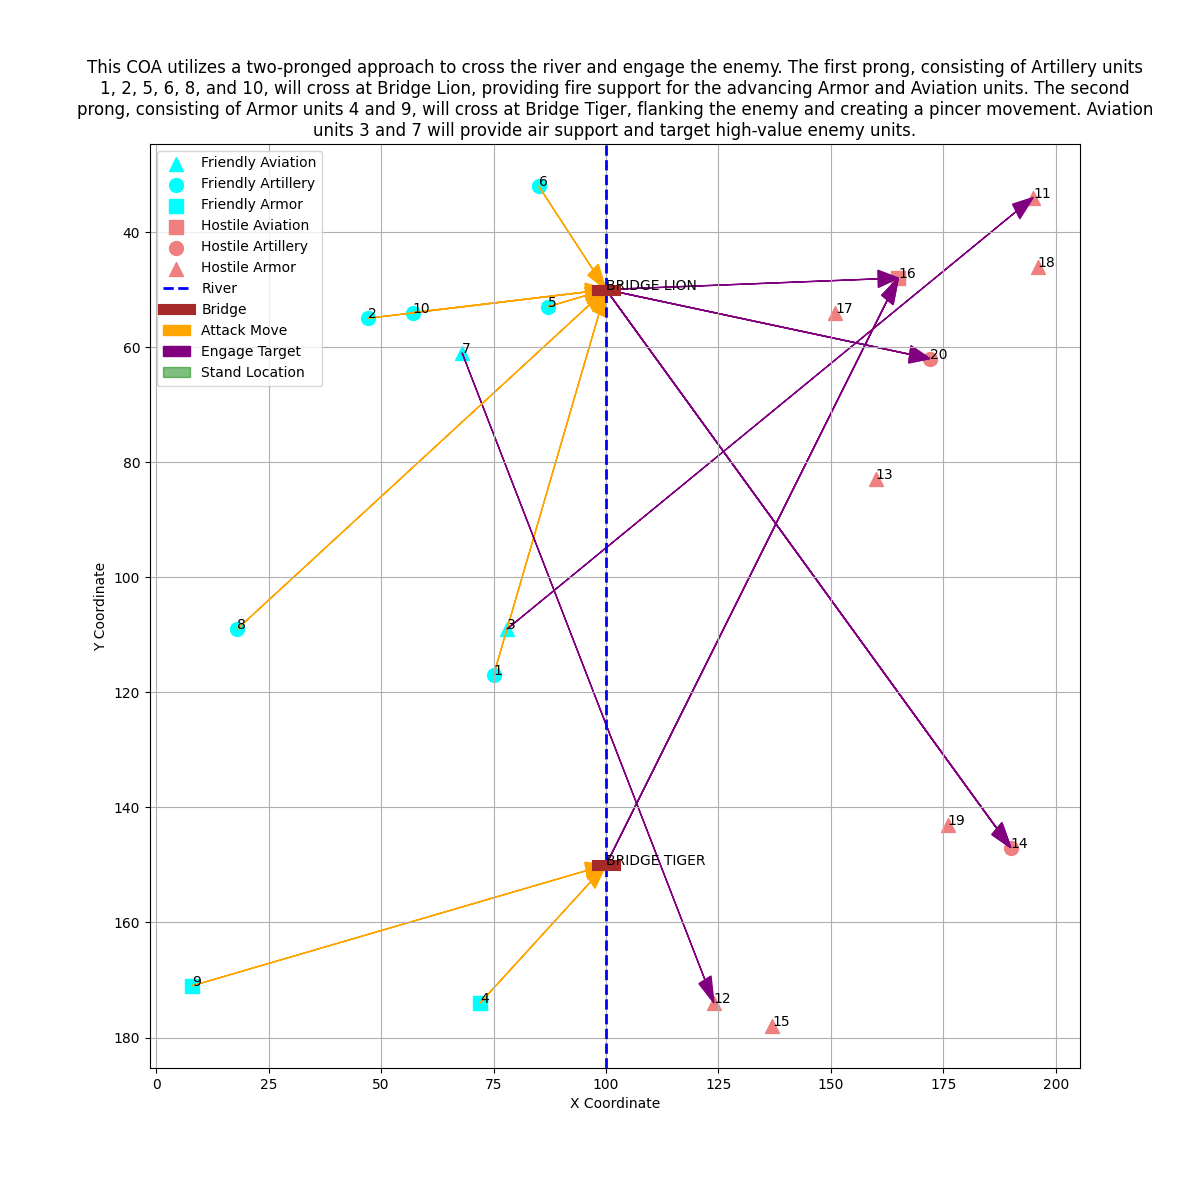 This COA utilizes a two-pronged approach to cross the river and engage the enemy. The first prong, consisting of Artillery units
1, 2, 5, 6, 8, and 10, will cross at Bridge Lion, providing fire support for the advancing Armor and Aviation units. The second
prong, consisting of Armor units 4 and 9, will cross at Bridge Tiger, flanking the enemy and creating a pincer movement. Aviation
units 3 and 7 will provide air support and target high-value enemy units.
Friendly Aviation
Friendly Artillery
Friendly Armor
Hostile Aviation
Hostile Artillery
Hostile Armor
River
Bridge
Attack Move
Engage Target
Stand Location
6
11
18
16
BRIDGE LION
5
10
2
17
7
20
13
8
3
1
19
14
BRIDGE TIGER
9
4
12
15
40
60
80
100
120
140
160
180
Y Coordinate
0
25
50
75
100
125
150
175
200
X Coordinate